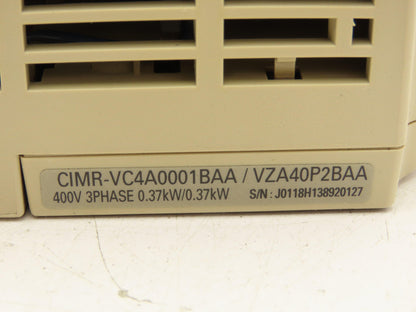 CIMR-VC4A0001BAA / VZA40P2BAA
400V 3PHASE 0.37kW/0.37kW S/N : J0118H138920127